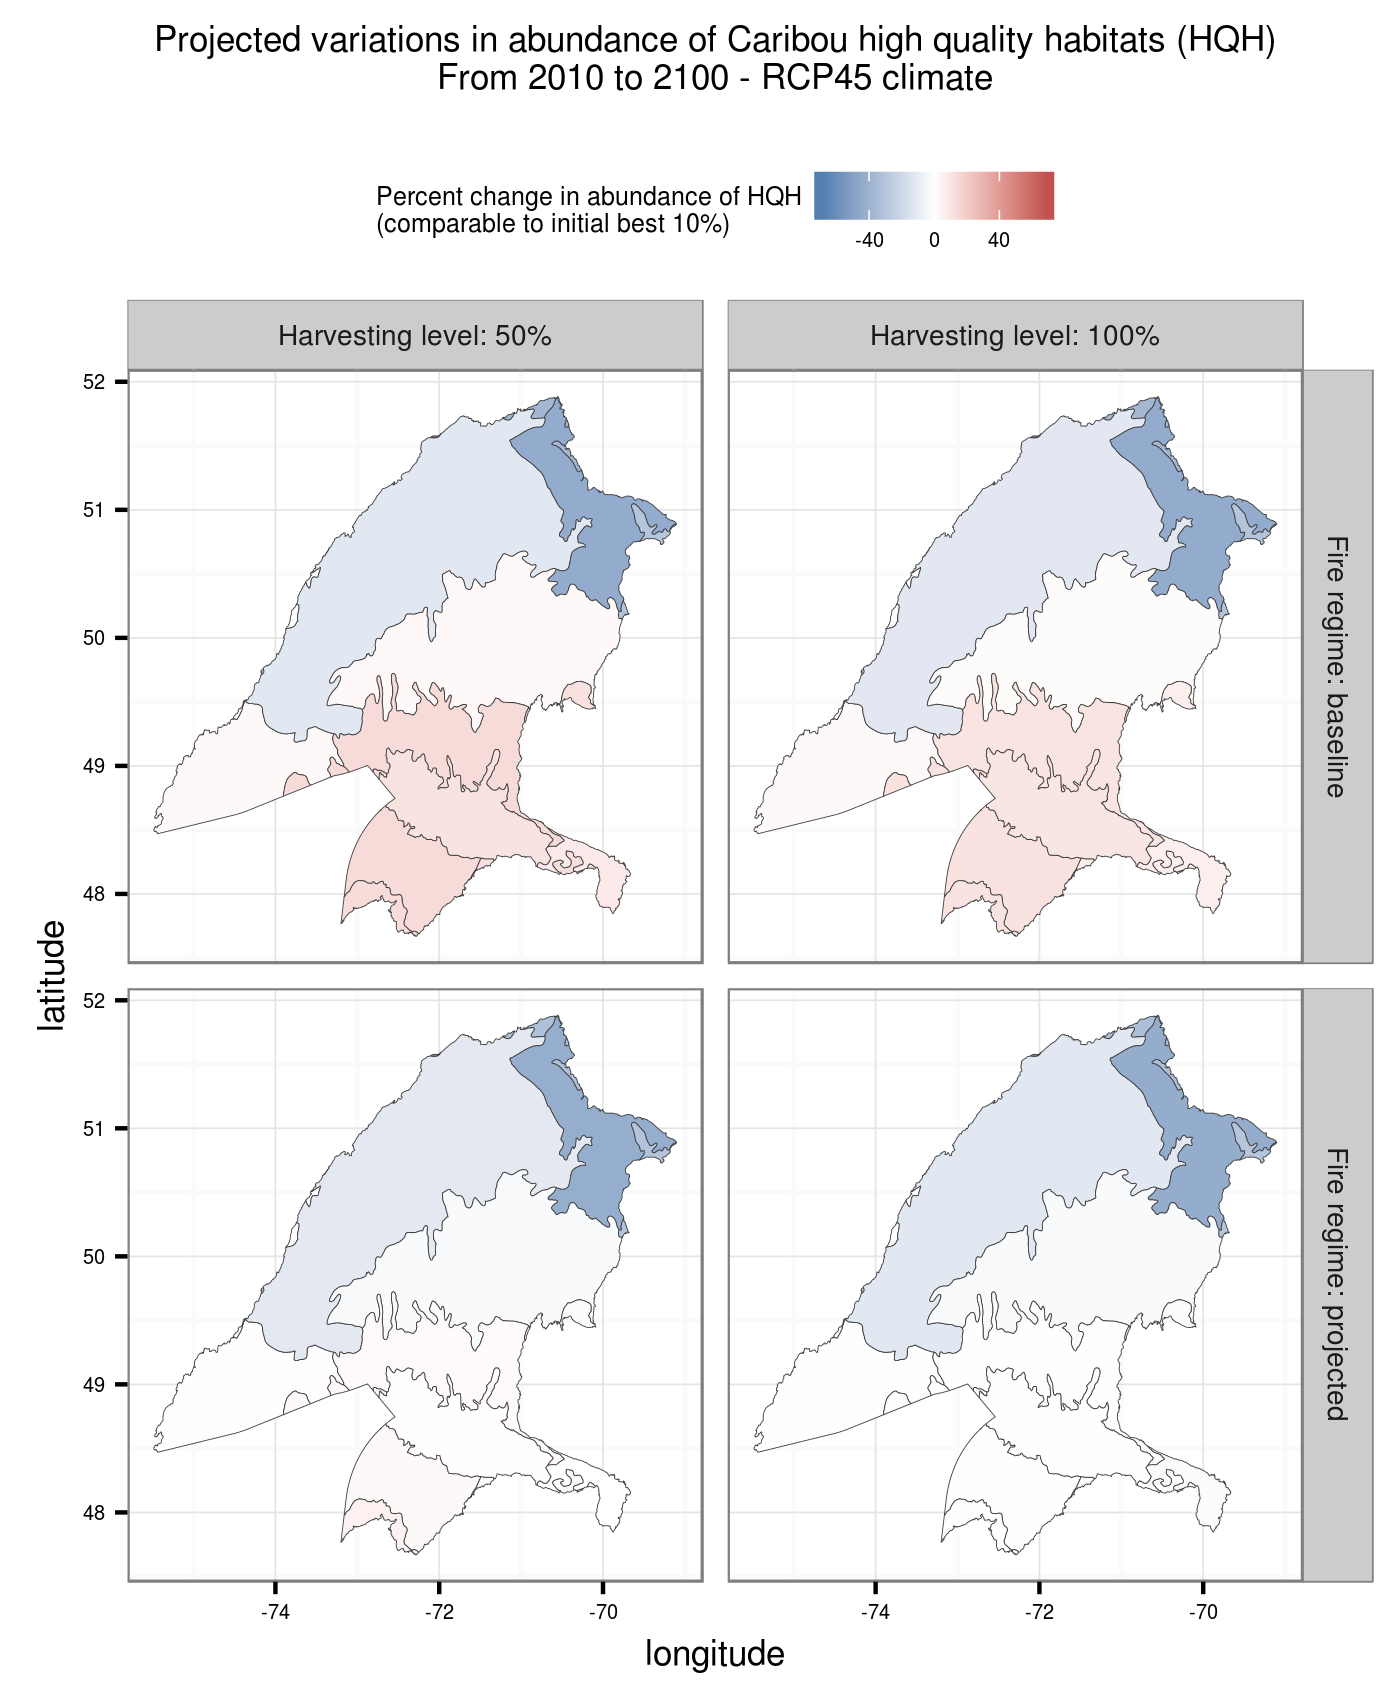 Projected variations in abundance of Caribou high quality habitats (HQH)
From 2010 to 2100 - RCP45 climate
Percent change in abundance of HQH
(comparable to initial best 10%)
-40 0 40
Harvesting level: 50%
Harvesting level: 100%
52
51
50
49
48
Fire regime: baseline
latitude
52
51
50
49
48
Fire regime: projected
-74 -72 -70
-74 -72 -70
longitude